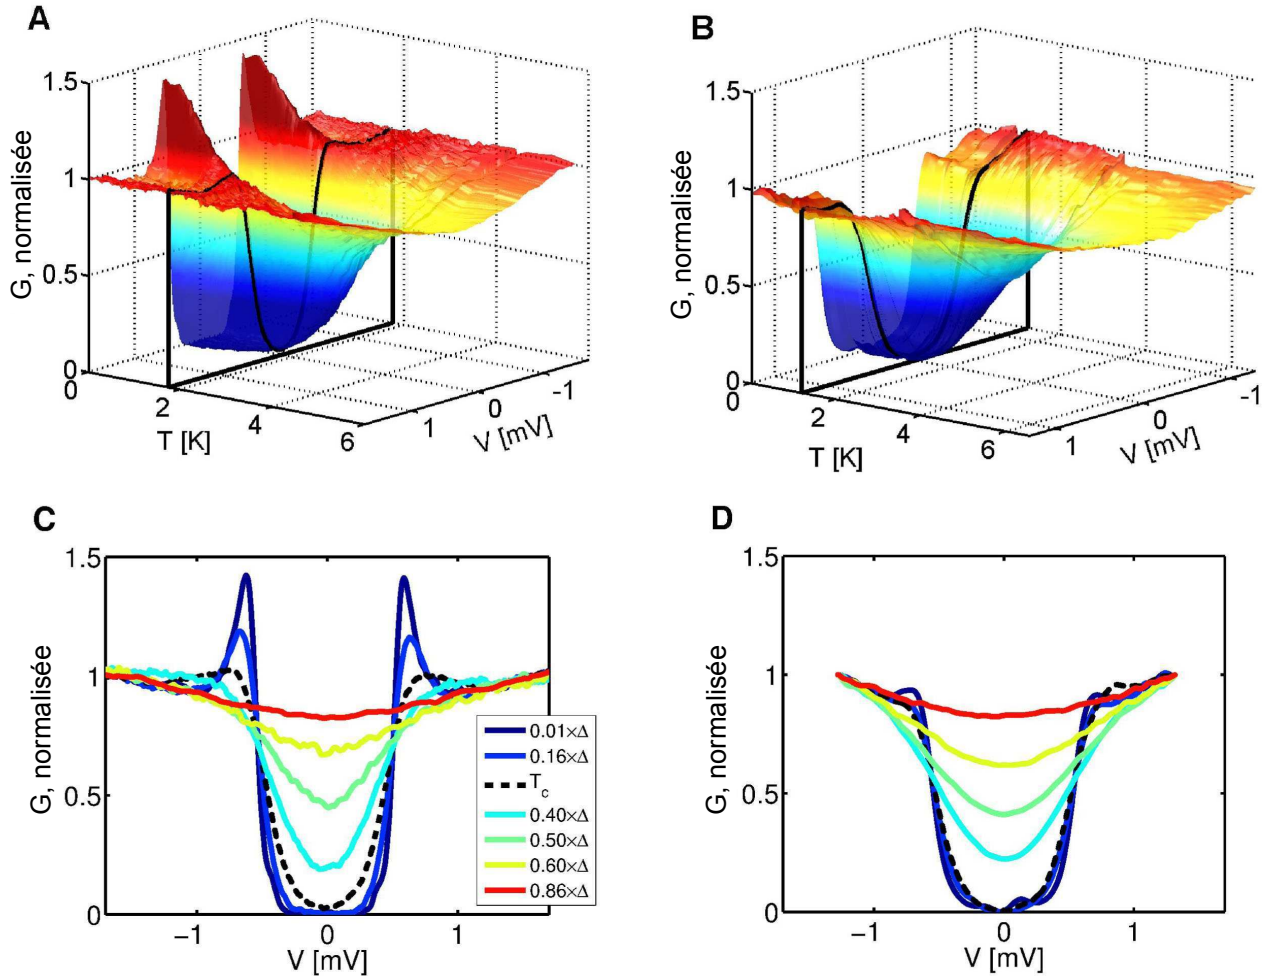 A
1.5
1
0.5
0
G, normalisée
0
2
4
6
T [K]
1
0
-1
V [mV]
B
1.5
1
0.5
0
G, normalisée
0
2
4
6
T [K]
1
0
-1
V [mV]
C
1.5
1
0.5
0
G, normalisée
−1
0
1
V [mV]
0.01×Δ
0.16×Δ
Tc
0.40×Δ
0.50×Δ
0.60×Δ
0.86×Δ
D
1.5
1
0.5
0
G, normalisée
−1
0
1
V [mV]